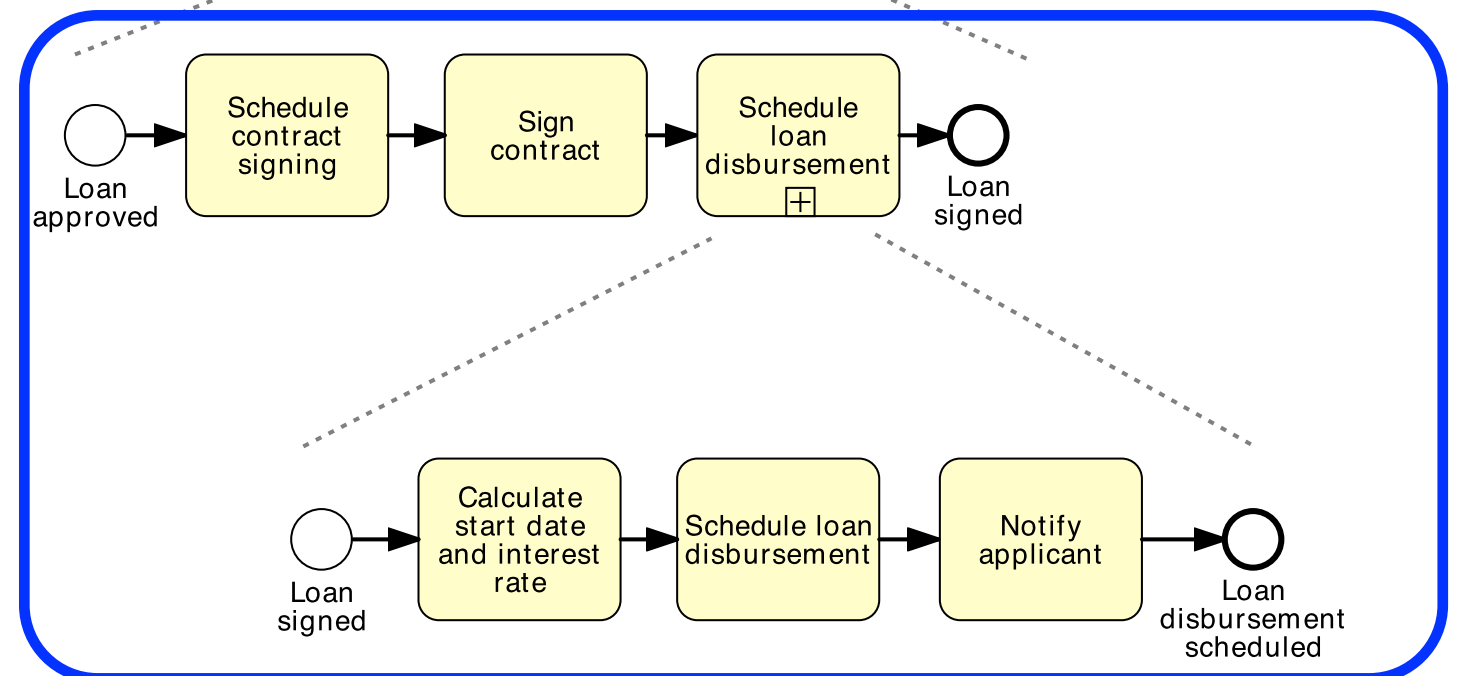 Schedule
contract
signing
Sign
contract
Schedule
loan
disbursement
Loan
approved
Loan
signed
Calculate
start date
and interest
rate
Schedule loan
disbursement
Notify
applicant
Loan
signed
Loan
disbursement
scheduled